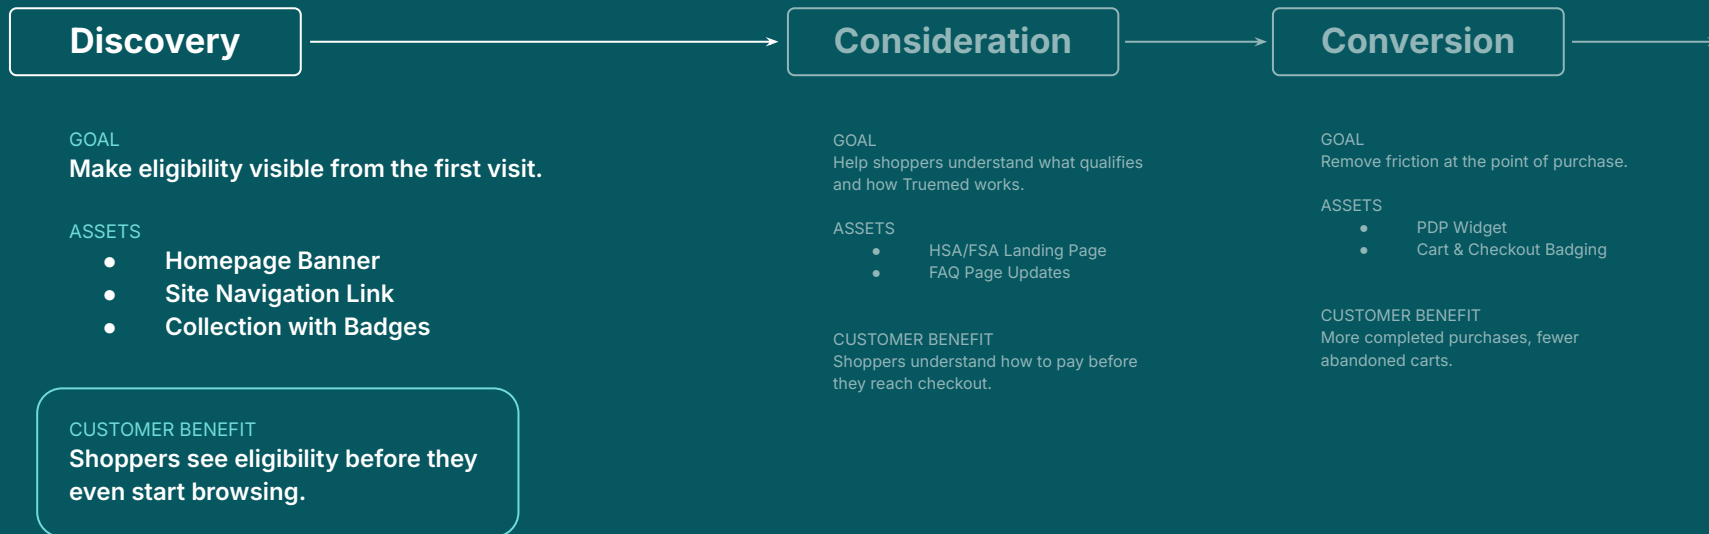 Discovery
GOAL
Make eligibility visible from the first visit.
ASSETS
● Homepage Banner
● Site Navigation Link
● Collection with Badges
CUSTOMER BENEFIT
Shoppers see eligibility before they
even start browsing.
Consideration
GOAL
Help shoppers understand what qualifies
and how Truemed works.
ASSETS
● HSA/FSA Landing Page
● FAQ Page Updates
CUSTOMER BENEFIT
Shoppers understand how to pay before
they reach checkout.
Conversion
GOAL
Remove friction at the point of purchase.
ASSETS
● PDP Widget
● Cart & Checkout Badging
CUSTOMER BENEFIT
More completed purchases, fewer
abandoned carts.